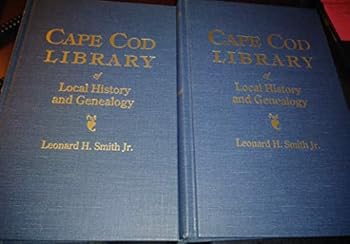 CAPE COD
LIBRARY
of
Local History
and Genealogy
Leonard H. Smith Jr.
CAPE COD
LIBRARY
of
Local History
and Genealogy
Leonard H. Smith Jr.